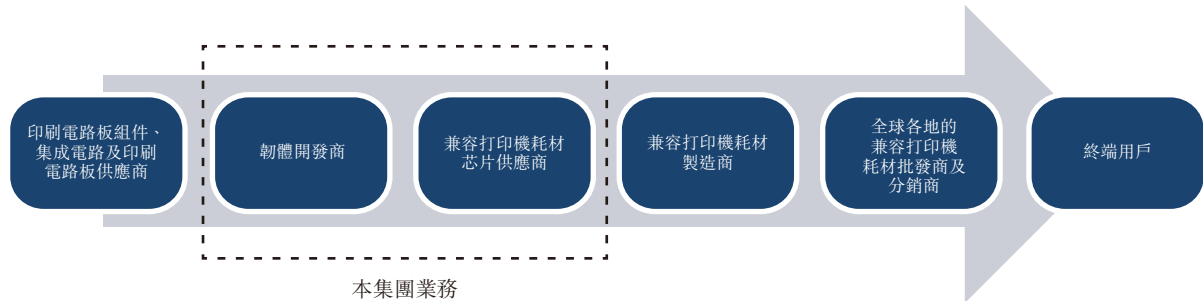 印刷電路板組件、
集成電路及印刷
電路板供應商
韌體開發商
兼容打印機耗材
芯片供應商
兼容打印機耗材
製造商
全球各地的
兼容打印機
耗材批發商及
分銷商
終端用戶
本集團業務